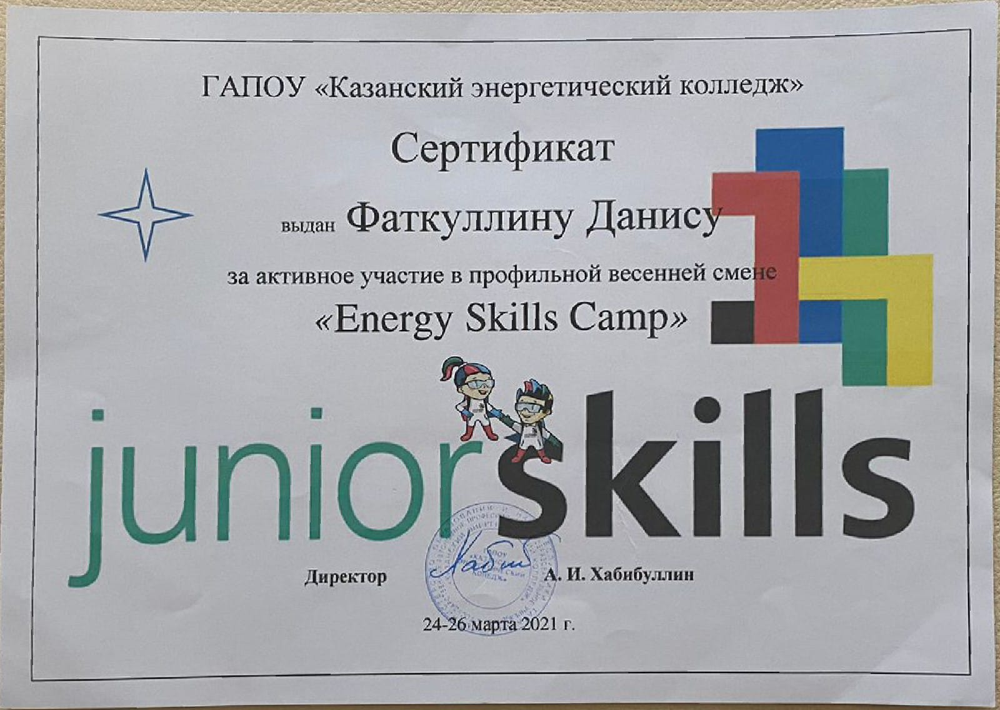 ГАПОУ «Казанский энергетический колледж»
Сертификат
выдан Фаткуллину Данису
за активное участие в профильной весенней смене
«Energy Skills Camp»
juniorskills
Директор
А. И. Хабибуллин
24-26 марта 2021 г.